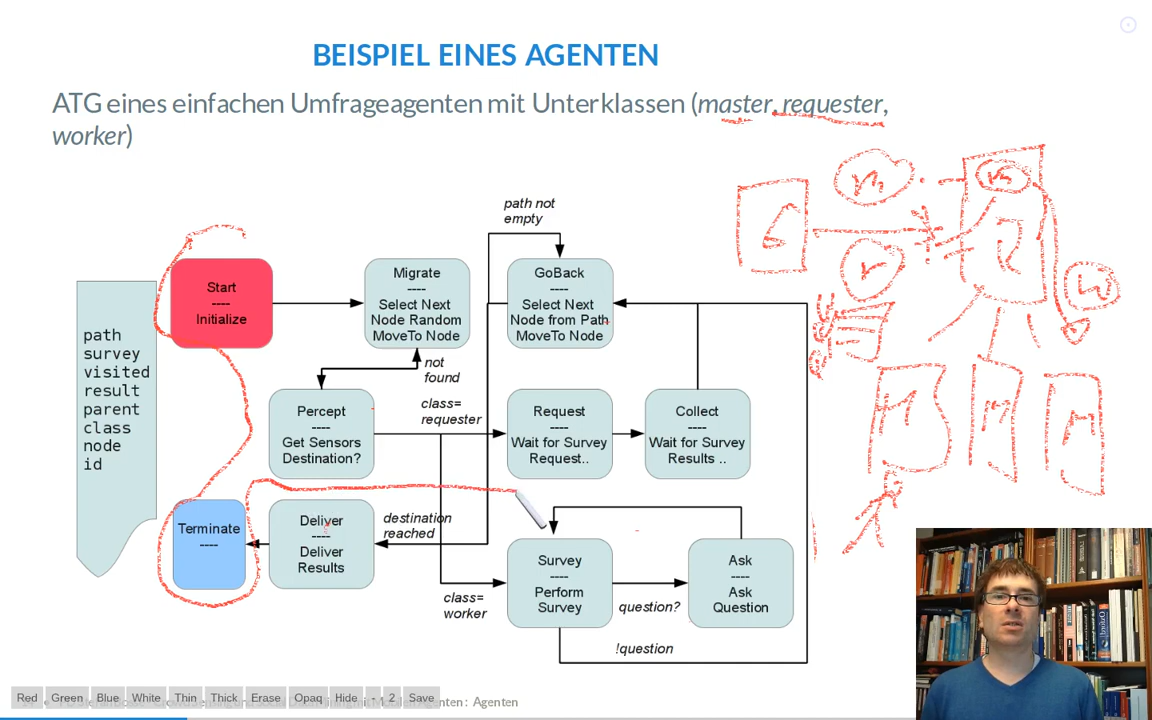 BEISPIEL EINES AGENTEN
ATG eines einfachen Umfrageagenten mit Unterklassen (master, requester,
worker)
path not
empty
Start
----
Initialize
Migrate
----
Select Next
Node Random
MoveTo Node
GoBack
----
Select Next
Node from Path
MoveTo Node
path
survey
visited
result
parent
class
node
id
not
found
Percept
----
Get Sensors
Destination?
class=
requester
Request
----
Wait for Survey
Request..
Collect
----
Wait for Survey
Results ..
Terminate
----
Deliver
----
Deliver
Results
destination
reached
class=
worker
Survey
----
Perform
Survey
question?
Ask
----
Ask
Question
!question
G
m
m
R
r
W
M
M
M
Red Green Blue White Thin Thick Erase Opaq Hide - 2 Save
Agenten